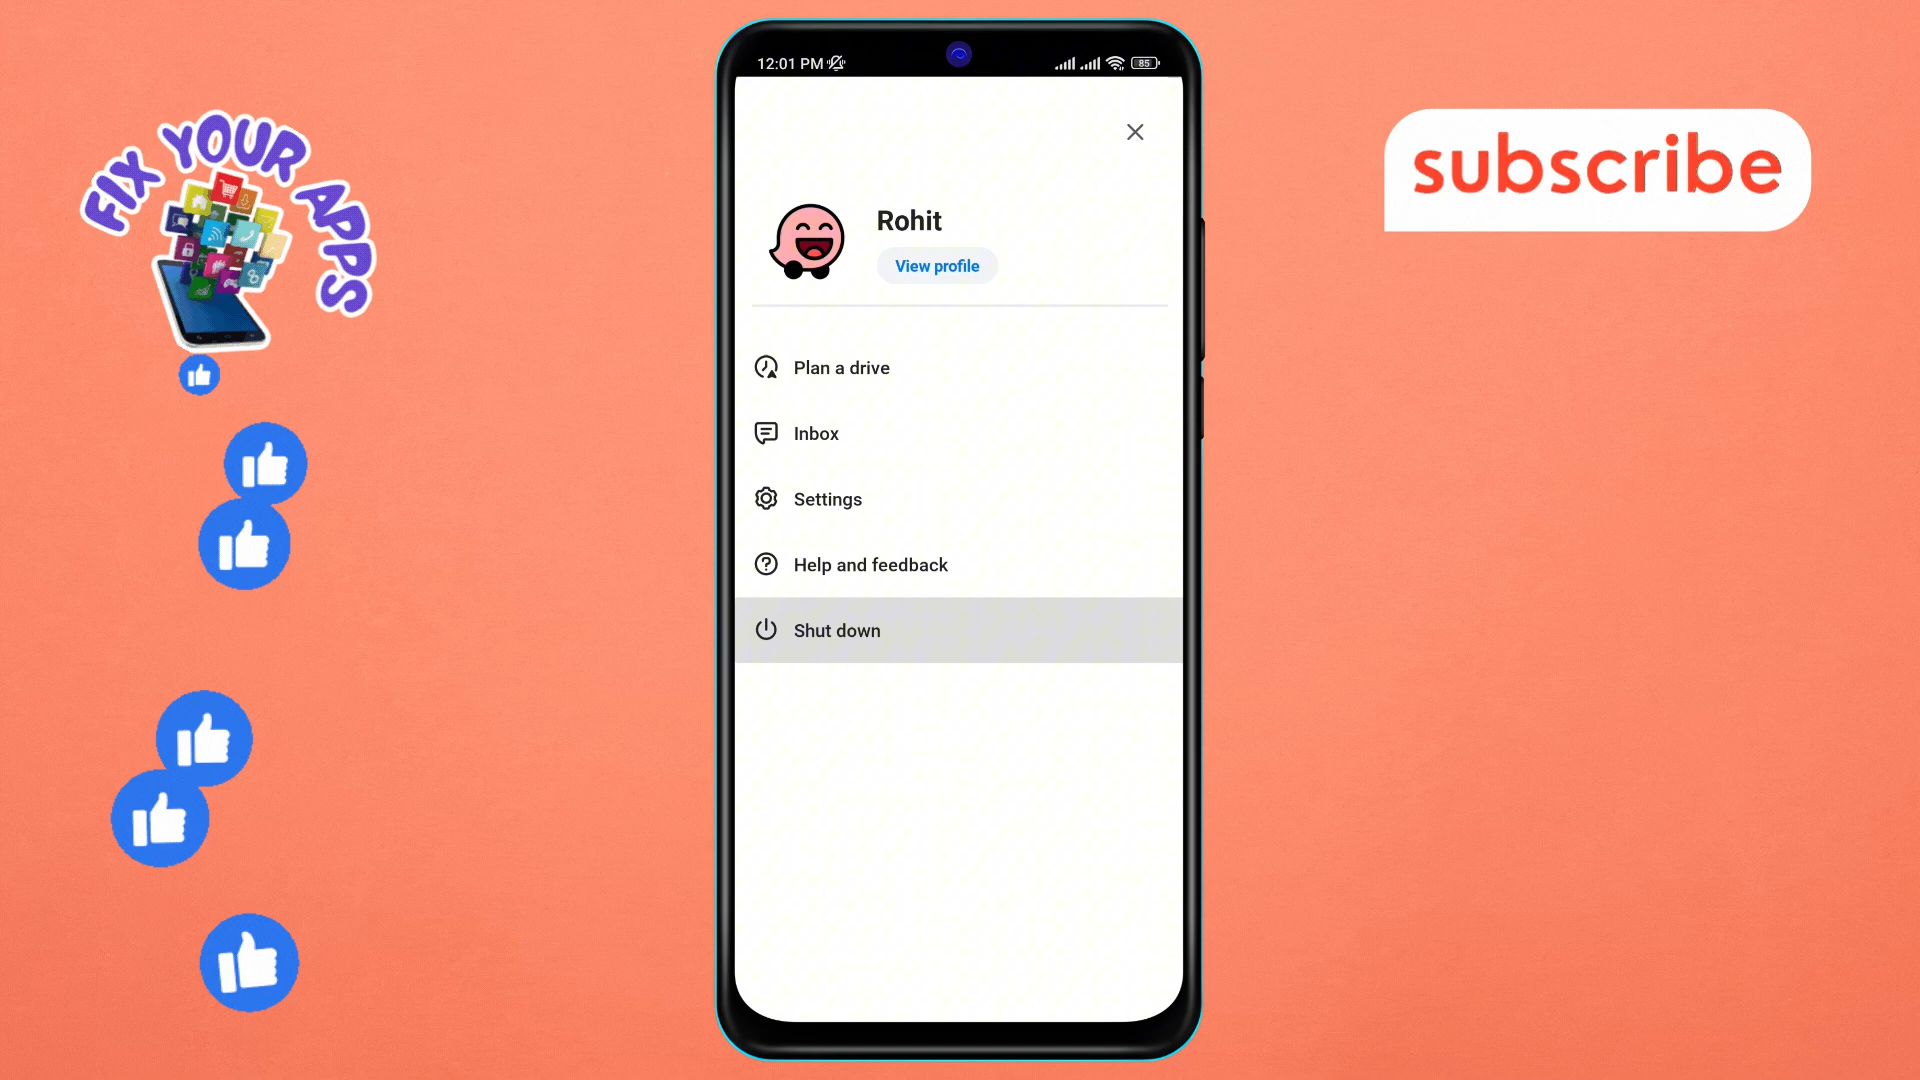 FIX YOUR APPS
subscribe
12:01 PM
85
Rohit
View profile
Plan a drive
Inbox
Settings
Help and feedback
Shut down